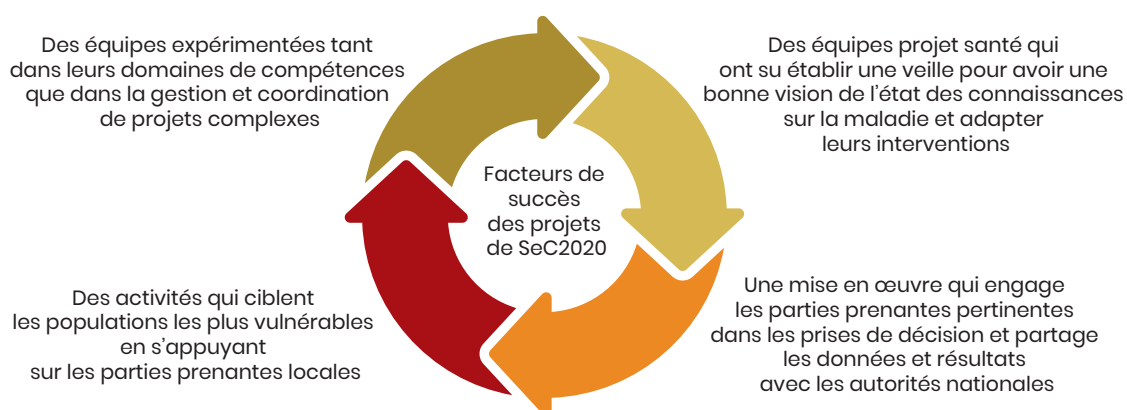 Des équipes expérimentées tant
dans leurs domaines de compétences
que dans la gestion et coordination
de projets complexes
Des équipes projet santé qui
ont su établir une veille pour avoir une
bonne vision de l'état des connaissances
sur la maladie et adapter
leurs interventions
Facteurs de
succès
des projets
de SeC2020
Des activités qui ciblent
les populations les plus vulnérables
en s'appuyant
sur les parties prenantes locales
Une mise en œuvre qui engage
les parties prenantes pertinentes
dans les prises de décision et partage
les données et résultats
avec les autorités nationales